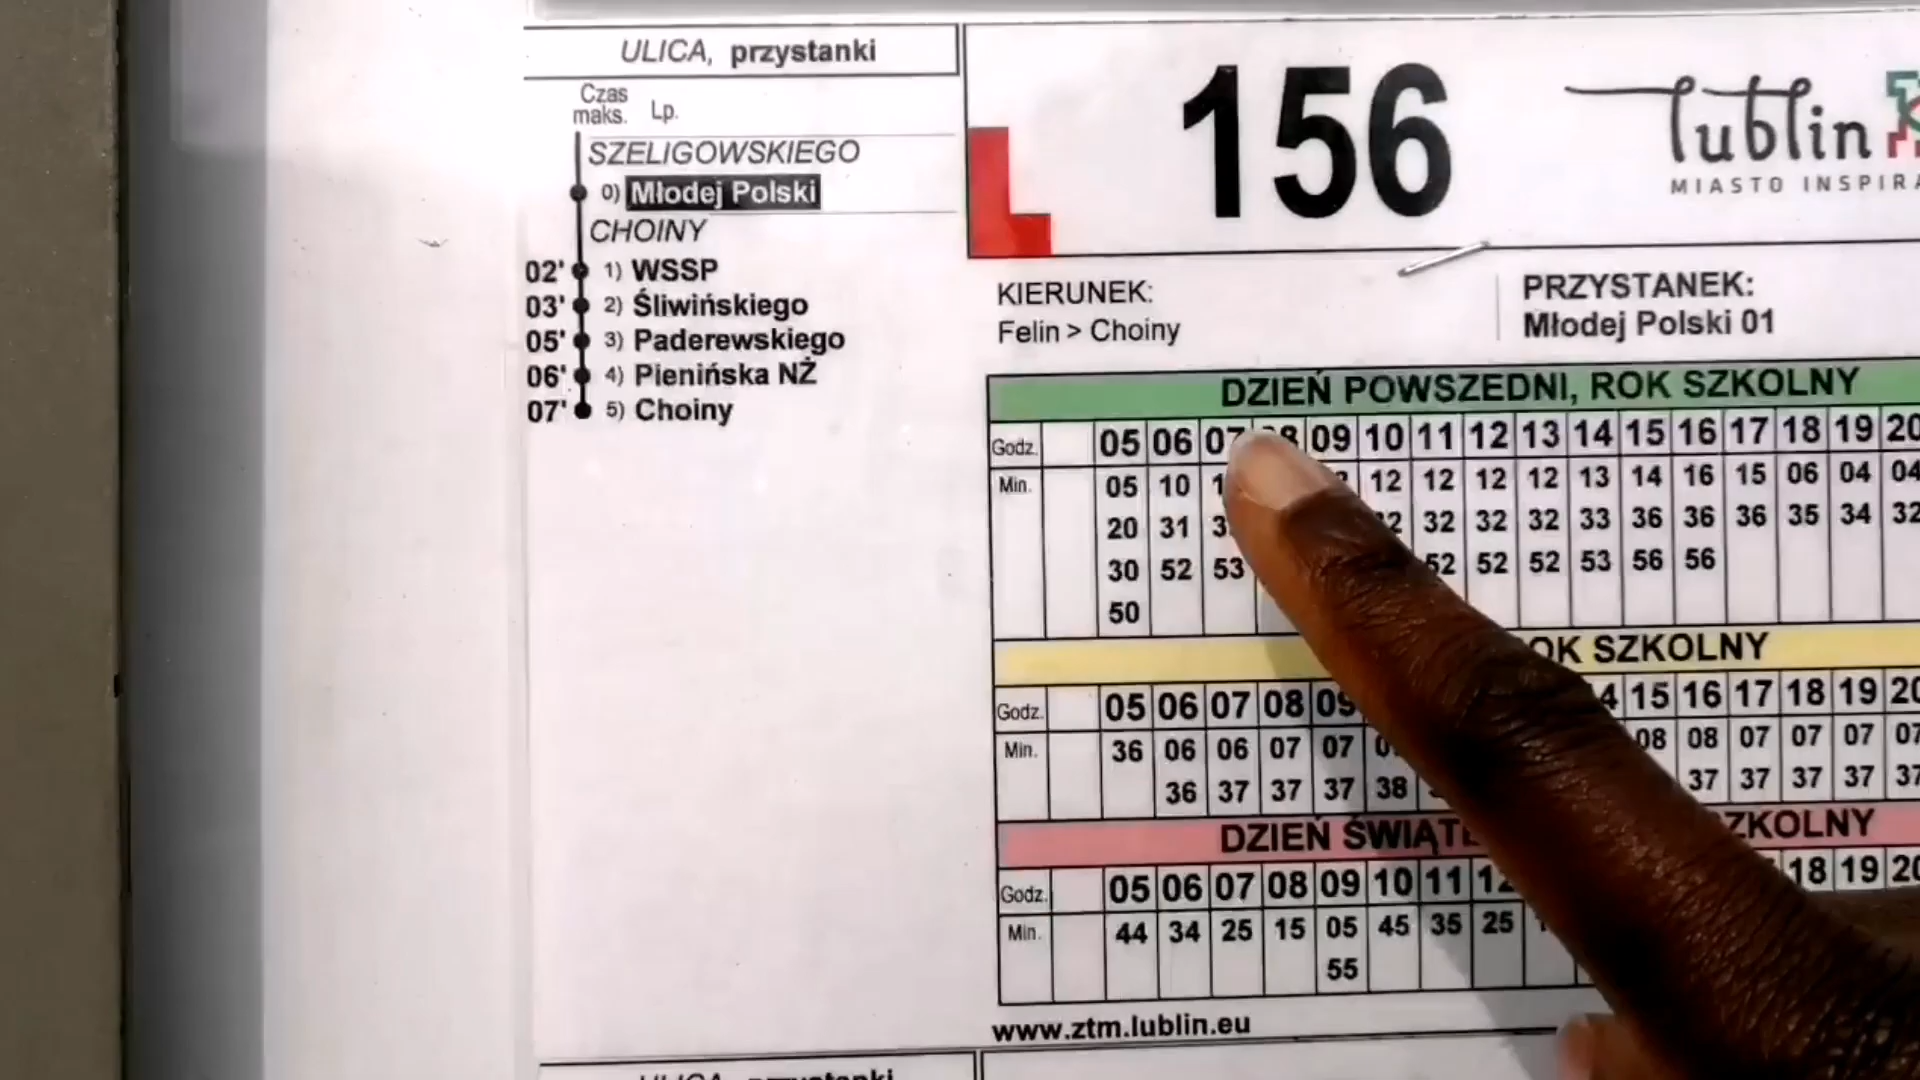 ULICA, przystanki
Czas
maks. Lp.
SZELIGOWSKIEGO
0) Młodej Polski
CHOINY
02' 1) WSSP
03' 2) Śliwińskiego
05' 3) Paderewskiego
06' 4) Pienińska NŻ
07' 5) Choiny
156
lublin
MIASTO
KIERUNEK:
Felin > Choiny
PRZYSTANEK:
Młodej Polski 01
DZIEŃ POWSZEDNI, ROK SZKOLNY
Godz. 05 06 07 09 10 11 12 13 14 15 16 17 18 19 20
Min. 05 10 12 12 12 12 13 14 16 15 06 04 04
20 31 32 32 32 33 36 36 36 35 34 32
30 52 53 52 52 52 53 56 56
50
SZKOLNY
Godz. 05 06 07 08 09 15 16 17 18 19 20
Min. 36 06 06 07 07 08 08 07 07 07 07
36 37 37 37 38 37 37 37 37 37
DZIEŃ
Godz. 05 06 07 08 09 10 11 18 19 20
Min. 44 34 25 15 05 45 35 25
55
www.ztm.lublin.eu
ULICA, przystanki